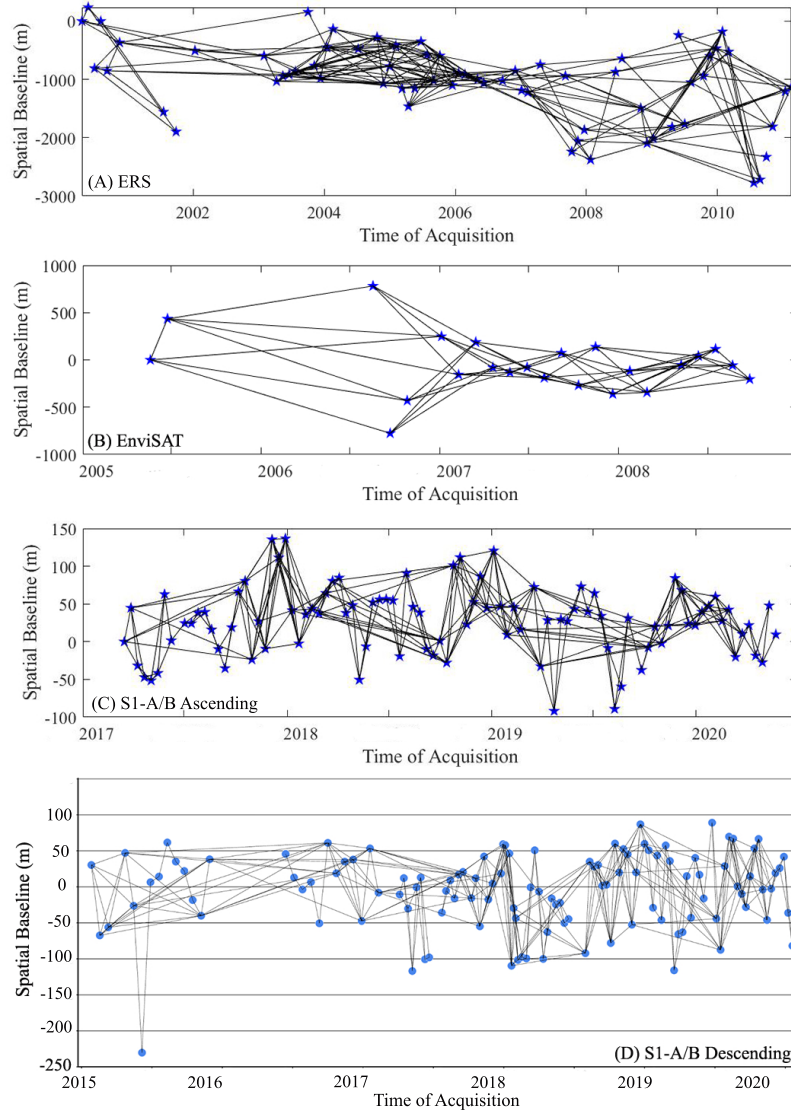 0
-1000
-2000
-3000
Spatial Baseline (m)
(A) ERS
2002 2004 2006 2008 2010
Time of Acquisition
1000
500
0
-500
-1000
Spatial Baseline (m)
(B) EnviSAT
2005 2006 2007 2008
Time of Acquisition
150
100
50
0
-50
-100
Spatial Baseline (m)
(C) S1-A/B Ascending
2017 2018 2019 2020
Time of Acquisition
100
50
0
-50
-100
-150
-200
-250
Spatial Baseline (m)
(D) S1-A/B Descending
2015 2016 2017 2018 2019 2020
Time of Acquisition